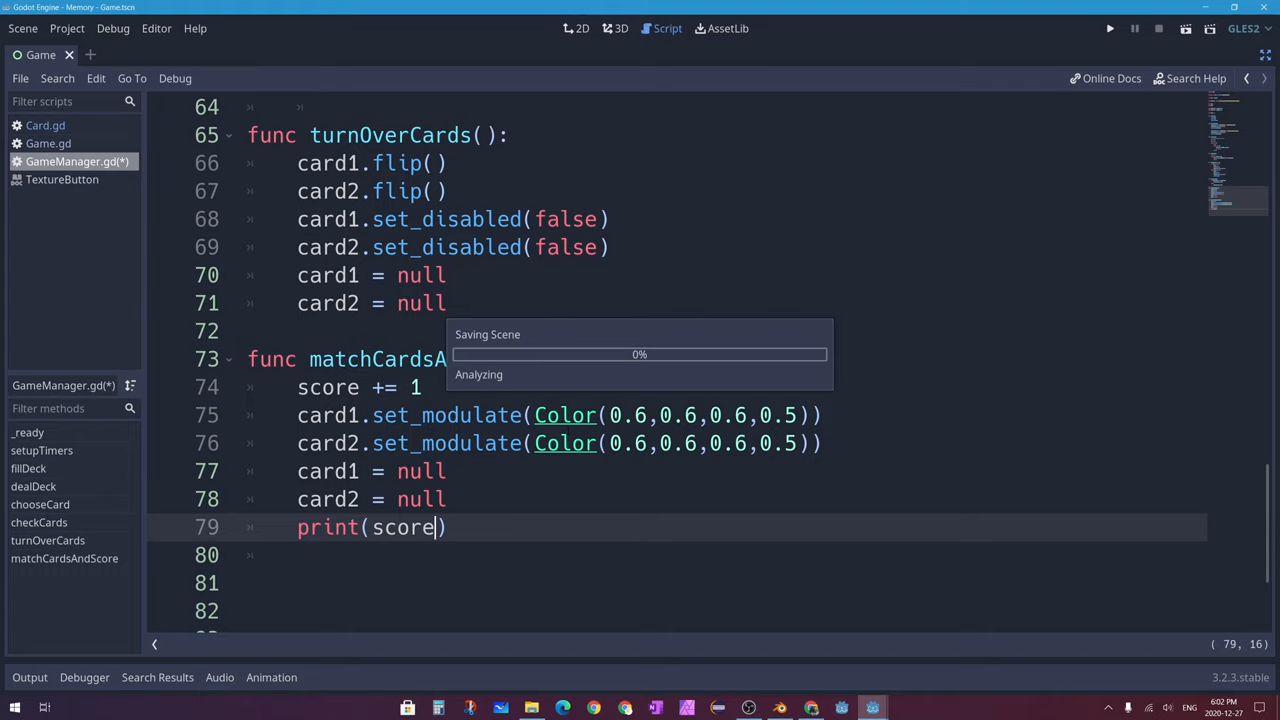 Godot Engine - Memory - Game.tscn
Scene Project Debug Editor Help
2D 3D Script AssetLib
GLES2
Game
File Search Edit Go To Debug
Online Docs Search Help
Filter scripts
Card.gd
Game.gd
GameManager.gd(*)
TextureButton
GameManager.gd(*)
Filter methods
_ready
setupTimers
fillDeck
dealDeck
chooseCard
checkCards
turnOverCards
matchCardsAndScore
64
65 func turnOverCards():
66 card1.flip()
67 card2.flip()
68 card1.set_disabled(false)
69 card2.set_disabled(false)
70 card1 = null
71 card2 = null
72
73 func matchCardsA
74 score += 1
75 card1.set_modulate(Color(0.6,0.6,0.6,0.5))
76 card2.set_modulate(Color(0.6,0.6,0.6,0.5))
77 card1 = null
78 card2 = null
79 print(score)
80
81
82
Saving Scene
0%
Analyzing
( 79, 16)
Output Debugger Search Results Audio Animation
3.2.3.stable
ENG
6:02 PM
2020-12-27